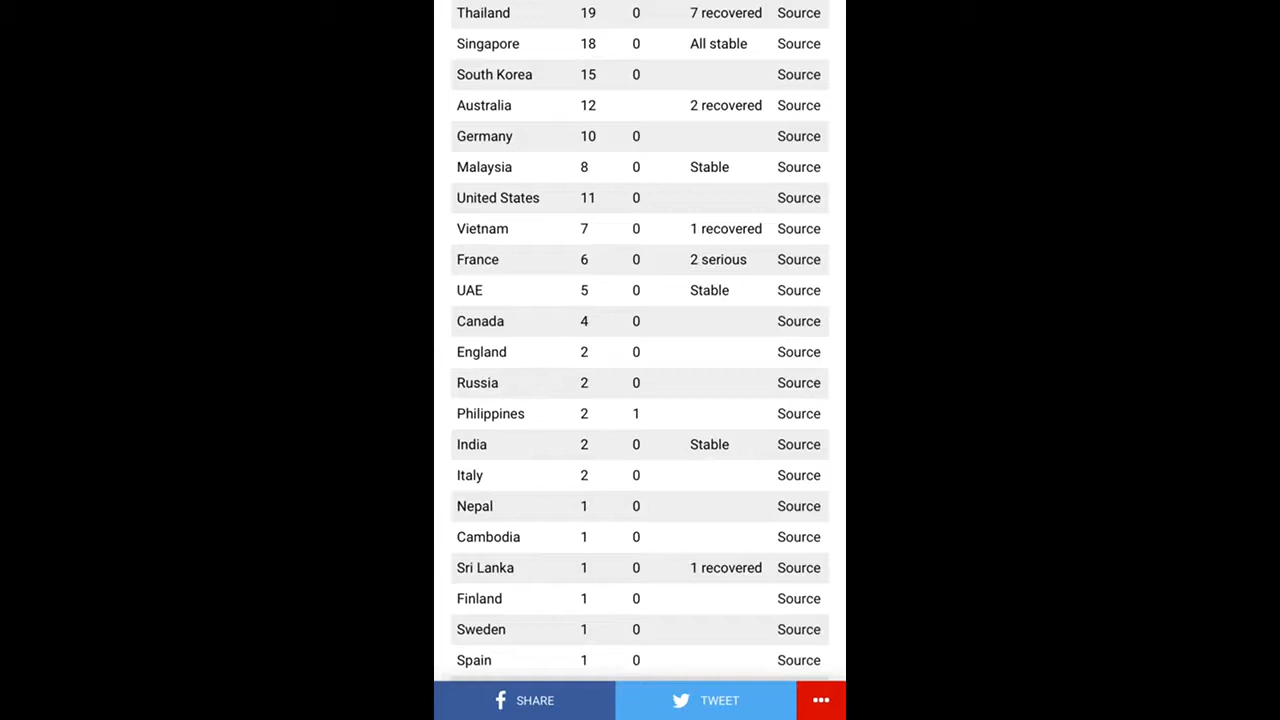 Thailand 19 0 7 recovered Source
Singapore 18 0 All stable Source
South Korea 15 0 Source
Australia 12 2 recovered Source
Germany 10 0 Source
Malaysia 8 0 Stable Source
United States 11 0 Source
Vietnam 7 0 1 recovered Source
France 6 0 2 serious Source
UAE 5 0 Stable Source
Canada 4 0 Source
England 2 0 Source
Russia 2 0 Source
Philippines 2 1 Source
India 2 0 Stable Source
Italy 2 0 Source
Nepal 1 0 Source
Cambodia 1 0 Source
Sri Lanka 1 0 1 recovered Source
Finland 1 0 Source
Sweden 1 0 Source
Spain 1 0 Source
SHARE TWEET